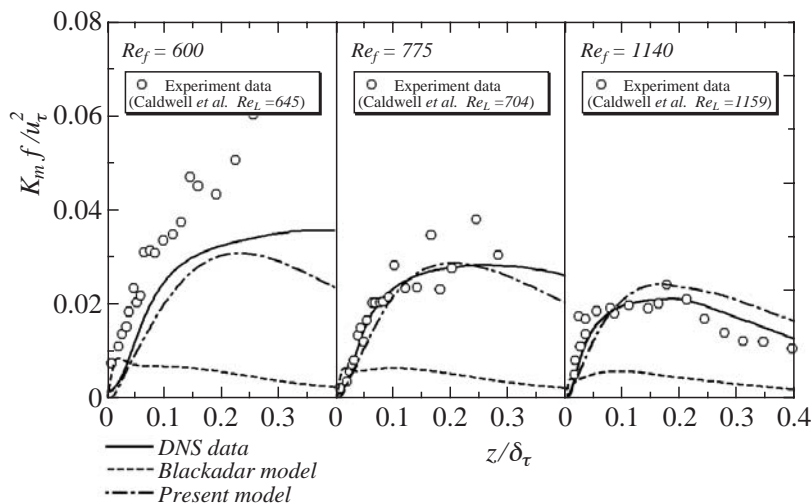 0.08
0.06
0.04
0.02
0
K_m f / u_τ^2
Re_f = 600
Experiment data
(Caldwell et al. Re_L =645)
Re_f = 775
Experiment data
(Caldwell et al. Re_L =704)
Re_f = 1140
Experiment data
(Caldwell et al. Re_L =1159)
0 0.1 0.2 0.3 0 0.1 0.2 0.3 0 0.1 0.2 0.3 0.4
z/δ_τ
DNS data
Blackadar model
Present model